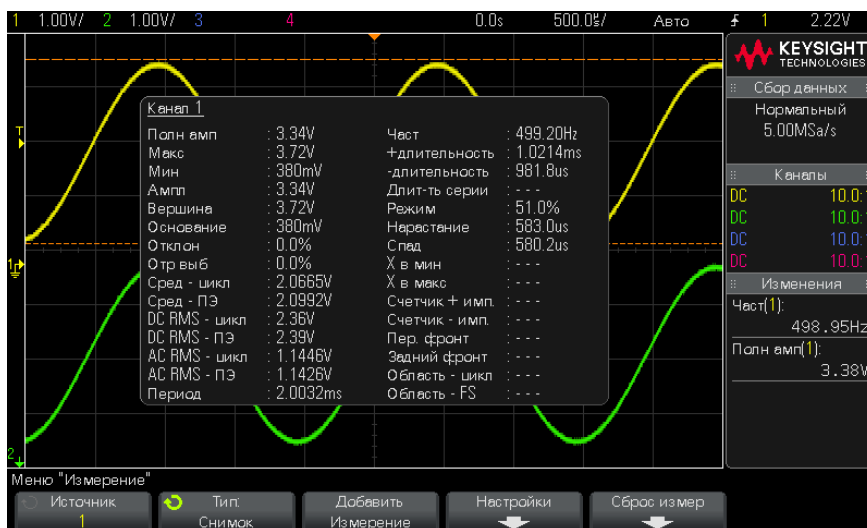 1 1.00V/ 2 1.00V/ 3 4 0.0s 500.0µ/ Авто 1 2.22V
KEYSIGHT
TECHNOLOGIES
Сбор данных
Нормальный
5.00MSa/s
Каналы
DC 10.0:
DC 10.0:
DC 10.0:
DC 10.0:
Изменения
Част(1):
498.95Hz
Полн амп(1):
3.38V
T
1
2
Канал 1
Полн амп : 3.34V Част : 499.20Hz
Макс : 3.72V +длительность : 1.0214ms
Мин : 380mV -длительность : 981.8us
Ампл : 3.34V Длит-ть серии : - - -
Вершина : 3.72V Режим : 51.0%
Основание : 380mV Нарастание : 583.0us
Отклон : 0.0% Спад : 580.2us
Отр выб : 0.0% X в мин : - - -
Сред - цикл : 2.0665V X в макс : - - -
Сред - ПЭ : 2.0992V Счетчик + имп. : - - -
DC RMS - цикл : 2.36V Счетчик - имп. : - - -
DC RMS - ПЭ : 2.39V Пер. фронт : - - -
AC RMS - цикл : 1.1446V Задний фронт : - - -
AC RMS - ПЭ : 1.1426V Область - цикл : - - -
Период : 2.0032ms Область - FS : - - -
Меню "Измерение"
Источник Тип: Добавить Настройки Сброс измер
1 Снимок Измерение